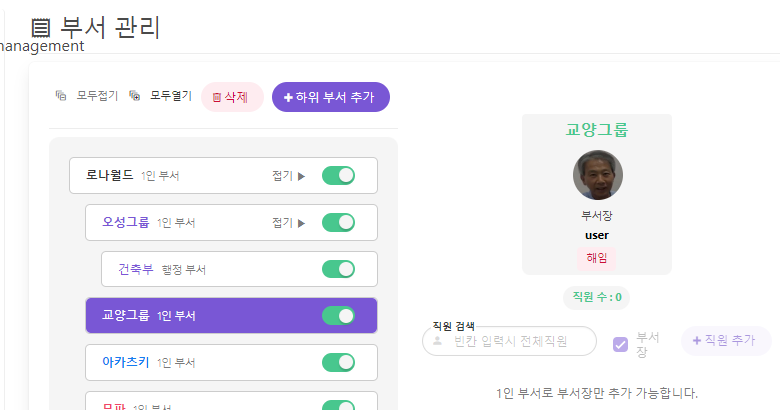 부서 관리
management
모두접기 모두열기 삭제 하위 부서 추가
로나월드 1인 부서 접기
오성그룹 1인 부서 접기
건축부 행정 부서
교양그룹 1인 부서
아카츠키 1인 부서
무파 1인 부서
교양그룹
부서장
user
해임
직원 수 : 0
직원 검색
빈칸 입력시 전체직원
부서
장
직원 추가
1인 부서로 부서장만 추가 가능합니다.